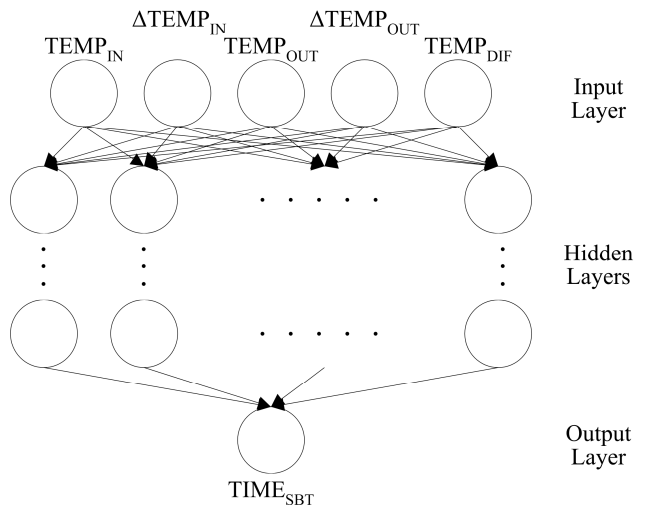 ΔTEMP_IN ΔTEMP_OUT
TEMP_IN TEMP_OUT TEMP_DIF
Input
Layer
Hidden
Layers
Output
Layer
TIME_SBT